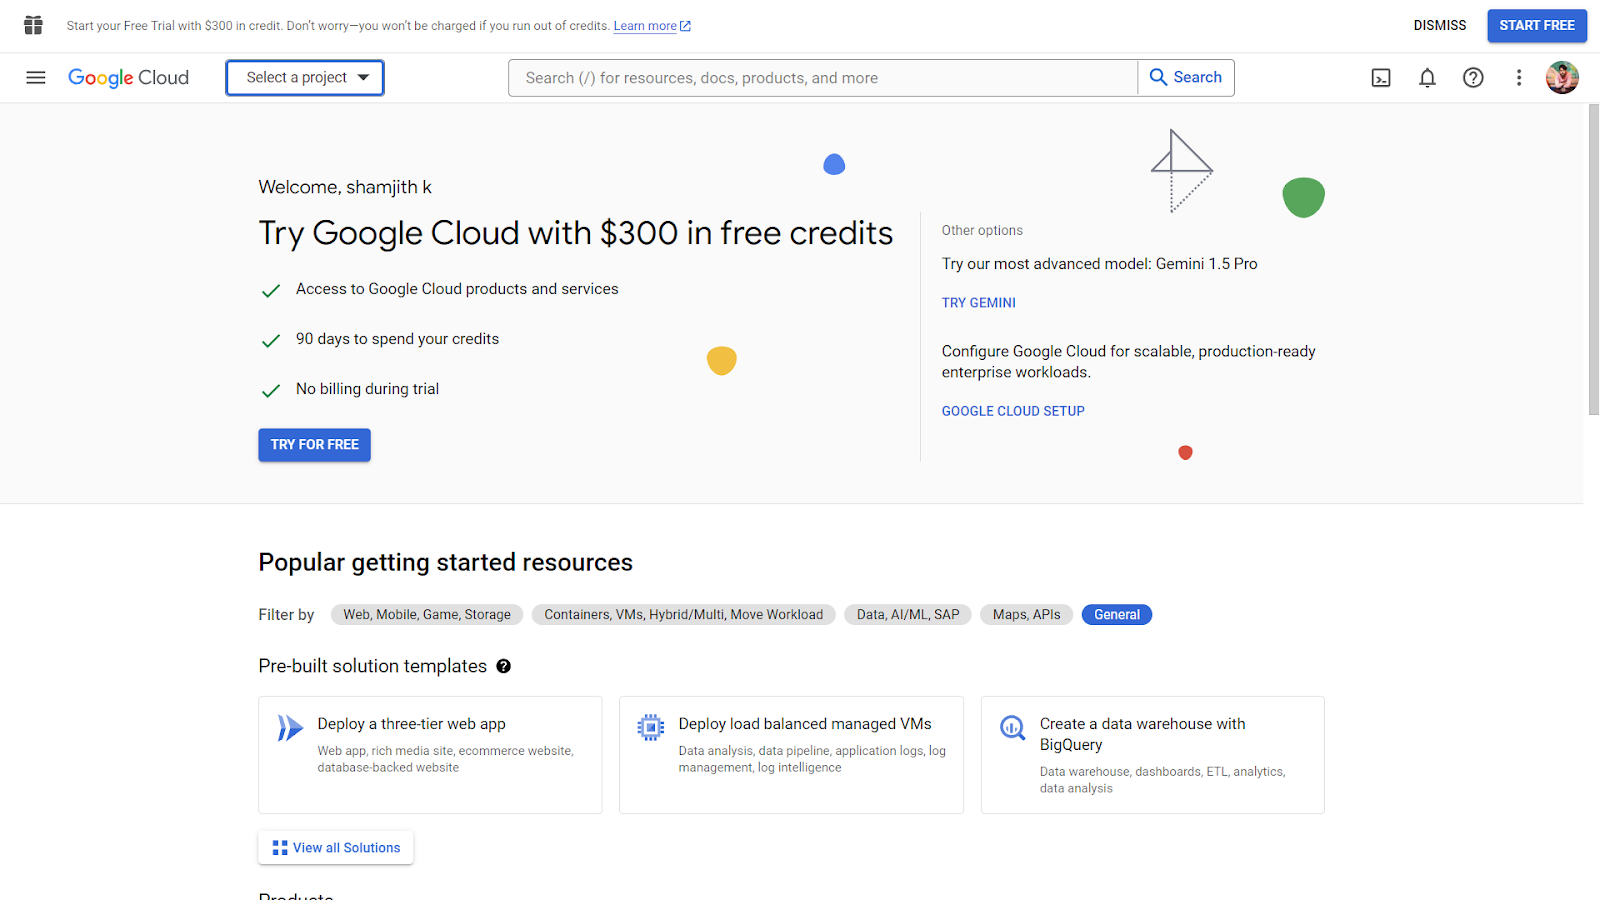 Start your Free Trial with $300 in credit. Don't worry—you won't be charged if you run out of credits. Learn more
DISMISS
START FREE
Google Cloud
Select a project
Search (/) for resources, docs, products, and more
Search
Welcome, shamjith k
Try Google Cloud with $300 in free credits
Access to Google Cloud products and services
90 days to spend your credits
No billing during trial
TRY FOR FREE
Other options
Try our most advanced model: Gemini 1.5 Pro
TRY GEMINI
Configure Google Cloud for scalable, production-ready
enterprise workloads.
GOOGLE CLOUD SETUP
Popular getting started resources
Filter by
Web, Mobile, Game, Storage
Containers, VMs, Hybrid/Multi, Move Workload
Data, AI/ML, SAP
Maps, APIs
General
Pre-built solution templates
Deploy a three-tier web app
Web app, rich media site, ecommerce website,
database-backed website
Deploy load balanced managed VMs
Data analysis, data pipeline, application logs, log
management, log intelligence
Create a data warehouse with
BigQuery
Data warehouse, dashboards, ETL, analytics,
data analysis
View all Solutions
Products